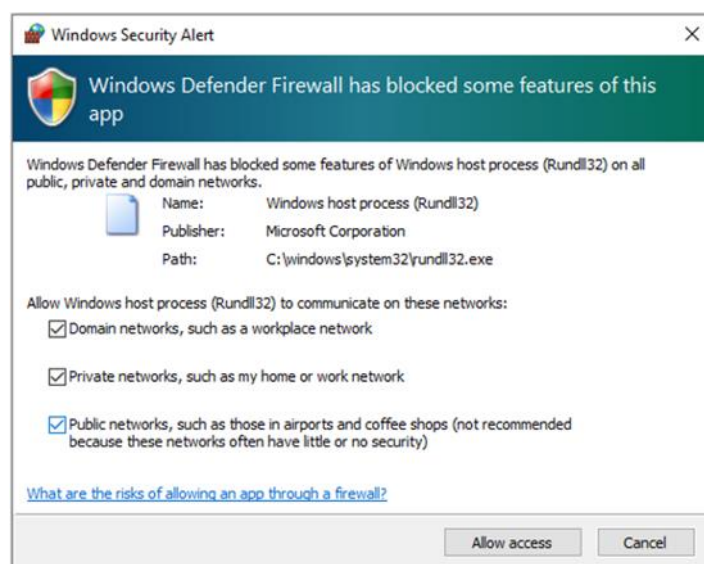 Windows Security Alert
Windows Defender Firewall has blocked some features of this
app
Windows Defender Firewall has blocked some features of Windows host process (Rundll32) on all
public, private and domain networks.
Name: Windows host process (Rundll32)
Publisher: Microsoft Corporation
Path: C:\windows\system32\rundll32.exe
Allow Windows host process (Rundll32) to communicate on these networks:
Domain networks, such as a workplace network
Private networks, such as my home or work network
Public networks, such as those in airports and coffee shops (not recommended
because these networks often have little or no security)
What are the risks of allowing an app through a firewall?
Allow access Cancel